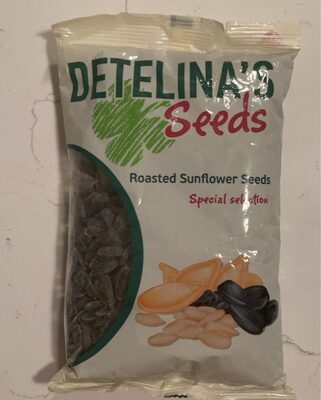 DETELINA'S
Seeds
Roasted Sunflower Seeds
Special selection